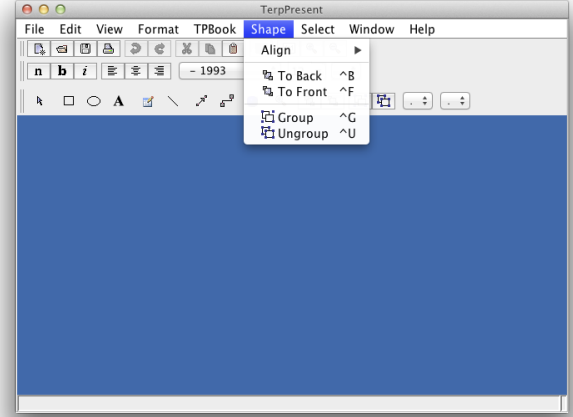 TerpPresent
File Edit View Format TPBook Shape Select Window Help
n b i – 1993
A
Align
To Back ^B
To Front ^F
Group ^G
Ungroup ^U